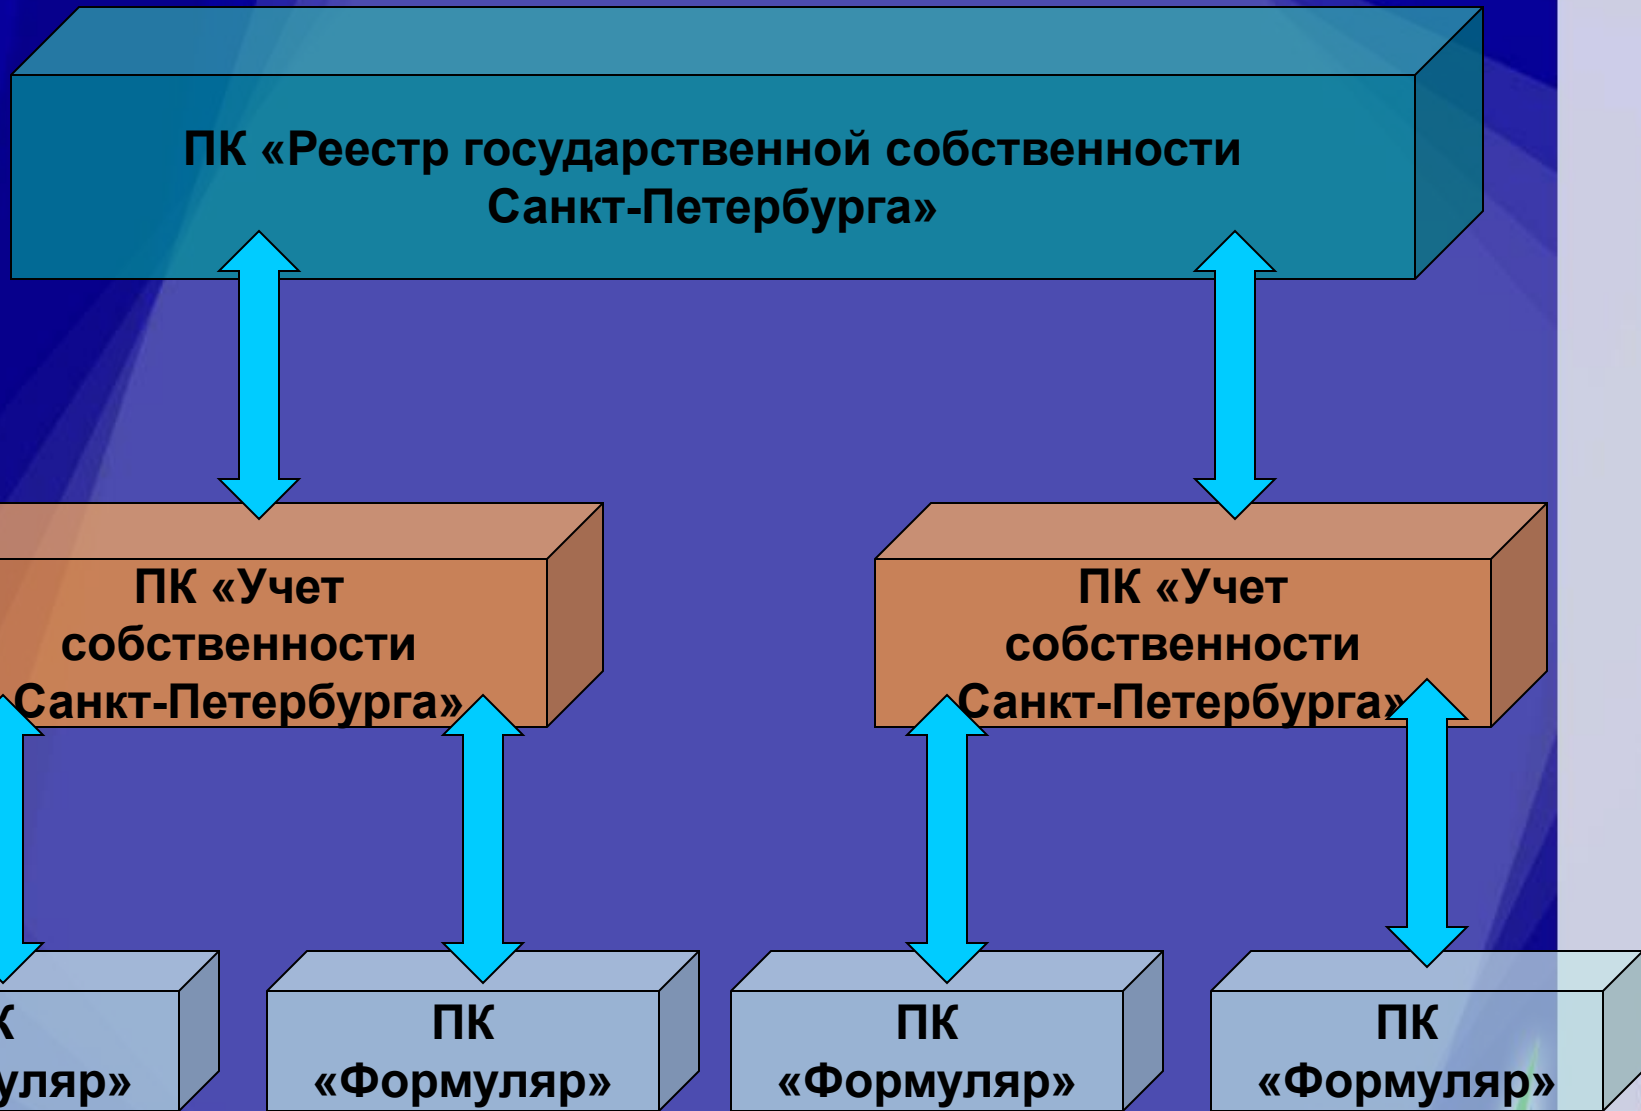 ПК «Реестр государственной собственности
Санкт-Петербурга»
ПК «Учет
собственности
Санкт-Петербурга»
ПК «Учет
собственности
Санкт-Петербурга»
ПК
«Формуляр»
ПК
«Формуляр»
ПК
«Формуляр»